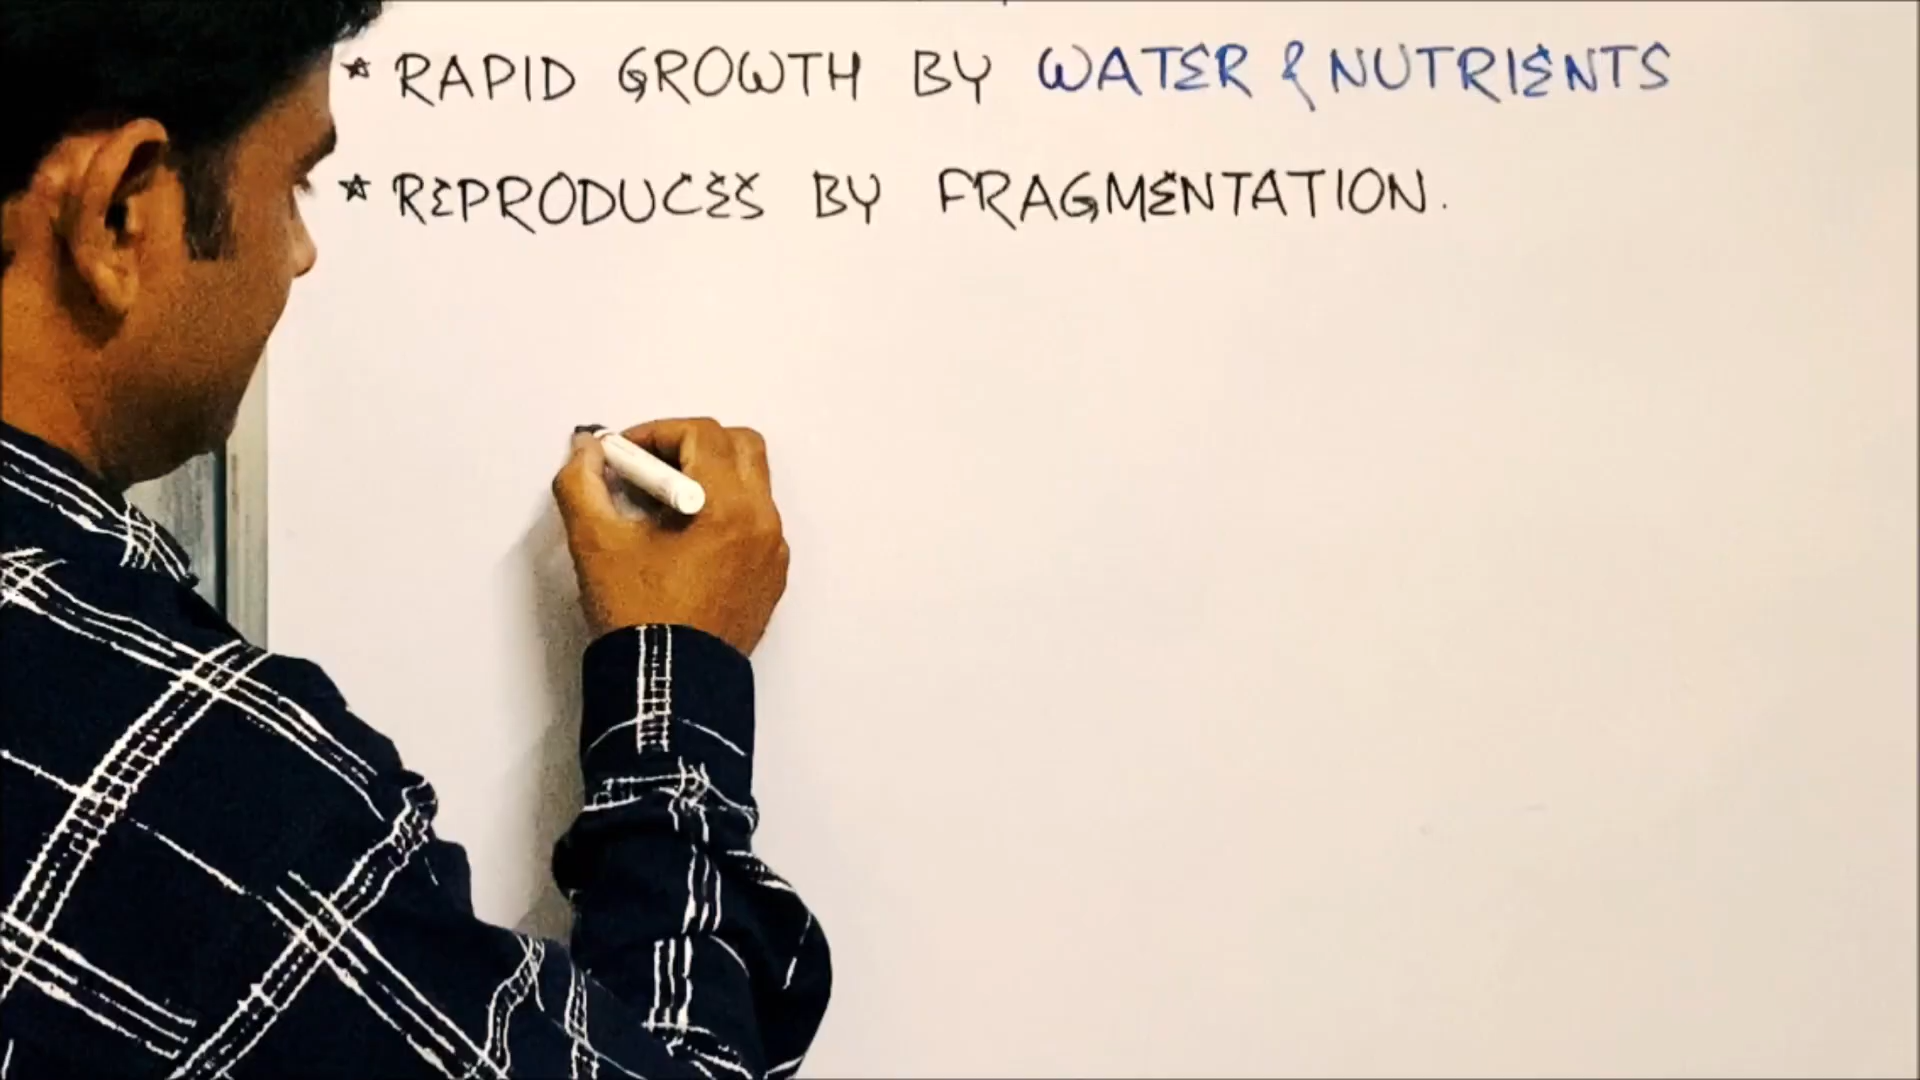 * RAPID GROWTH BY WATER & NUTRIENTS
* REPRODUCES BY FRAGMENTATION.